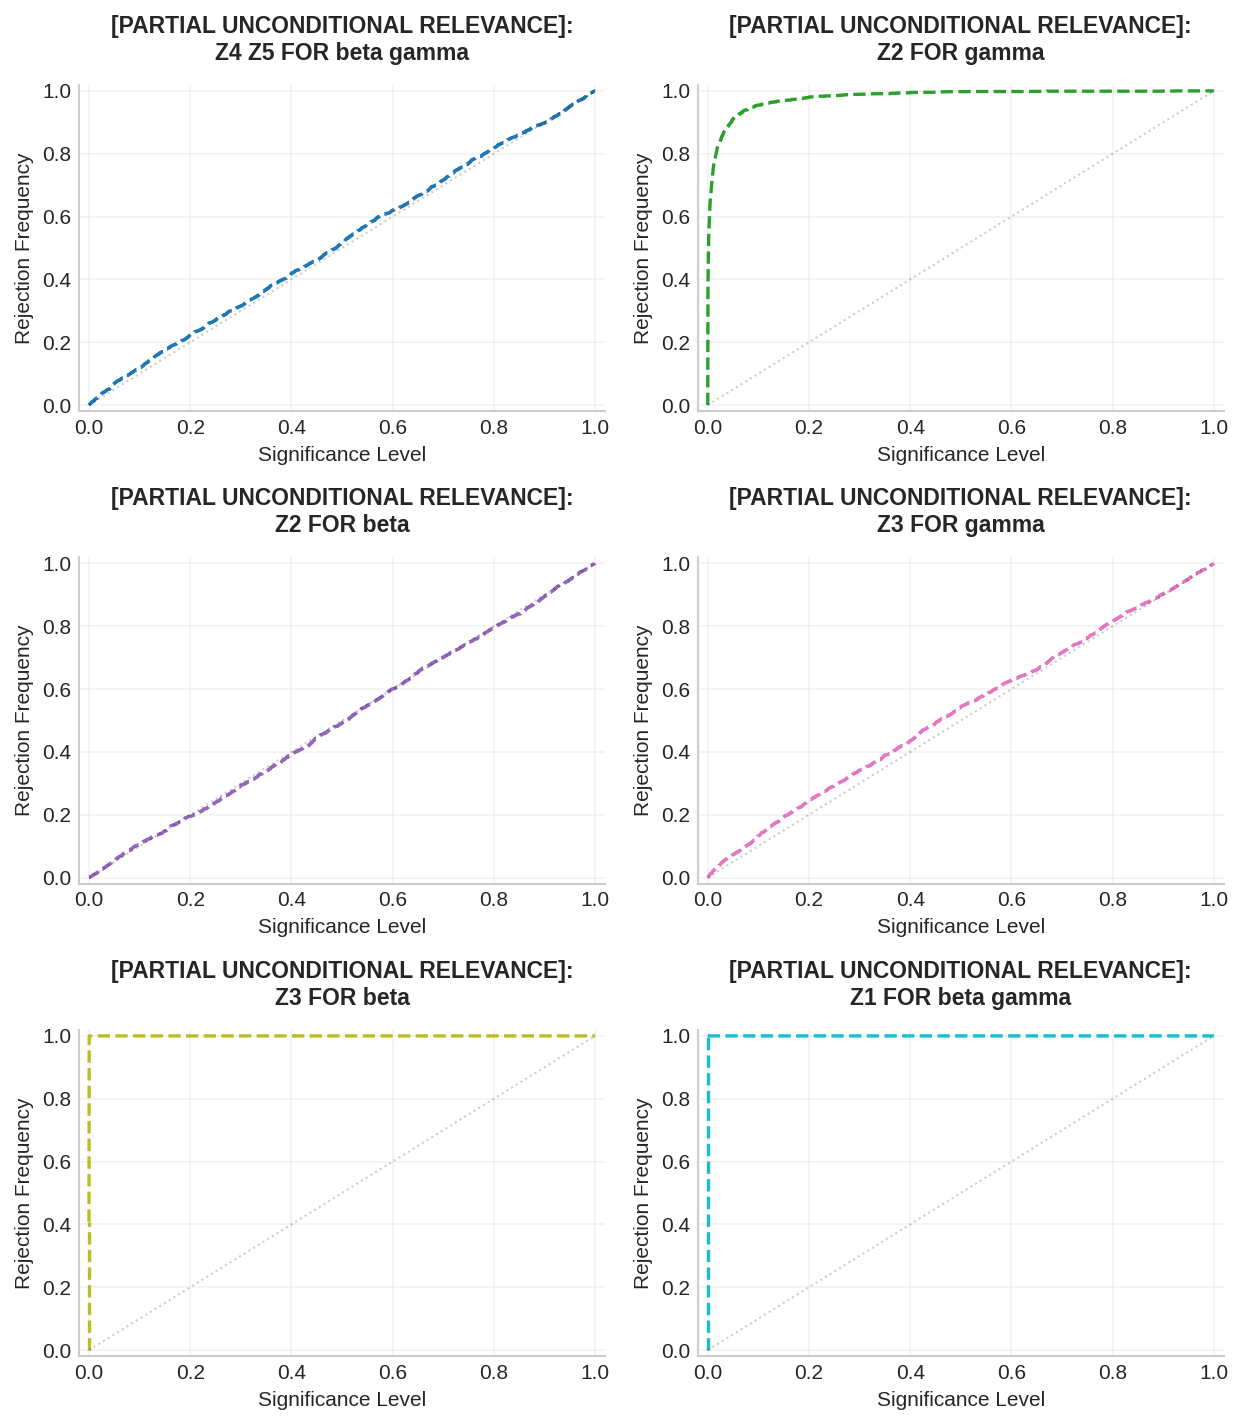 [PARTIAL UNCONDITIONAL RELEVANCE]:
Z4 Z5 FOR beta gamma
Rejection Frequency
1.0
0.8
0.6
0.4
0.2
0.0
0.0 0.2 0.4 0.6 0.8 1.0
Significance Level
[PARTIAL UNCONDITIONAL RELEVANCE]:
Z2 FOR gamma
Rejection Frequency
1.0
0.8
0.6
0.4
0.2
0.0
0.0 0.2 0.4 0.6 0.8 1.0
Significance Level
[PARTIAL UNCONDITIONAL RELEVANCE]:
Z2 FOR beta
Rejection Frequency
1.0
0.8
0.6
0.4
0.2
0.0
0.0 0.2 0.4 0.6 0.8 1.0
Significance Level
[PARTIAL UNCONDITIONAL RELEVANCE]:
Z3 FOR gamma
Rejection Frequency
1.0
0.8
0.6
0.4
0.2
0.0
0.0 0.2 0.4 0.6 0.8 1.0
Significance Level
[PARTIAL UNCONDITIONAL RELEVANCE]:
Z3 FOR beta
Rejection Frequency
1.0
0.8
0.6
0.4
0.2
0.0
0.0 0.2 0.4 0.6 0.8 1.0
Significance Level
[PARTIAL UNCONDITIONAL RELEVANCE]:
Z1 FOR beta gamma
Rejection Frequency
1.0
0.8
0.6
0.4
0.2
0.0
0.0 0.2 0.4 0.6 0.8 1.0
Significance Level